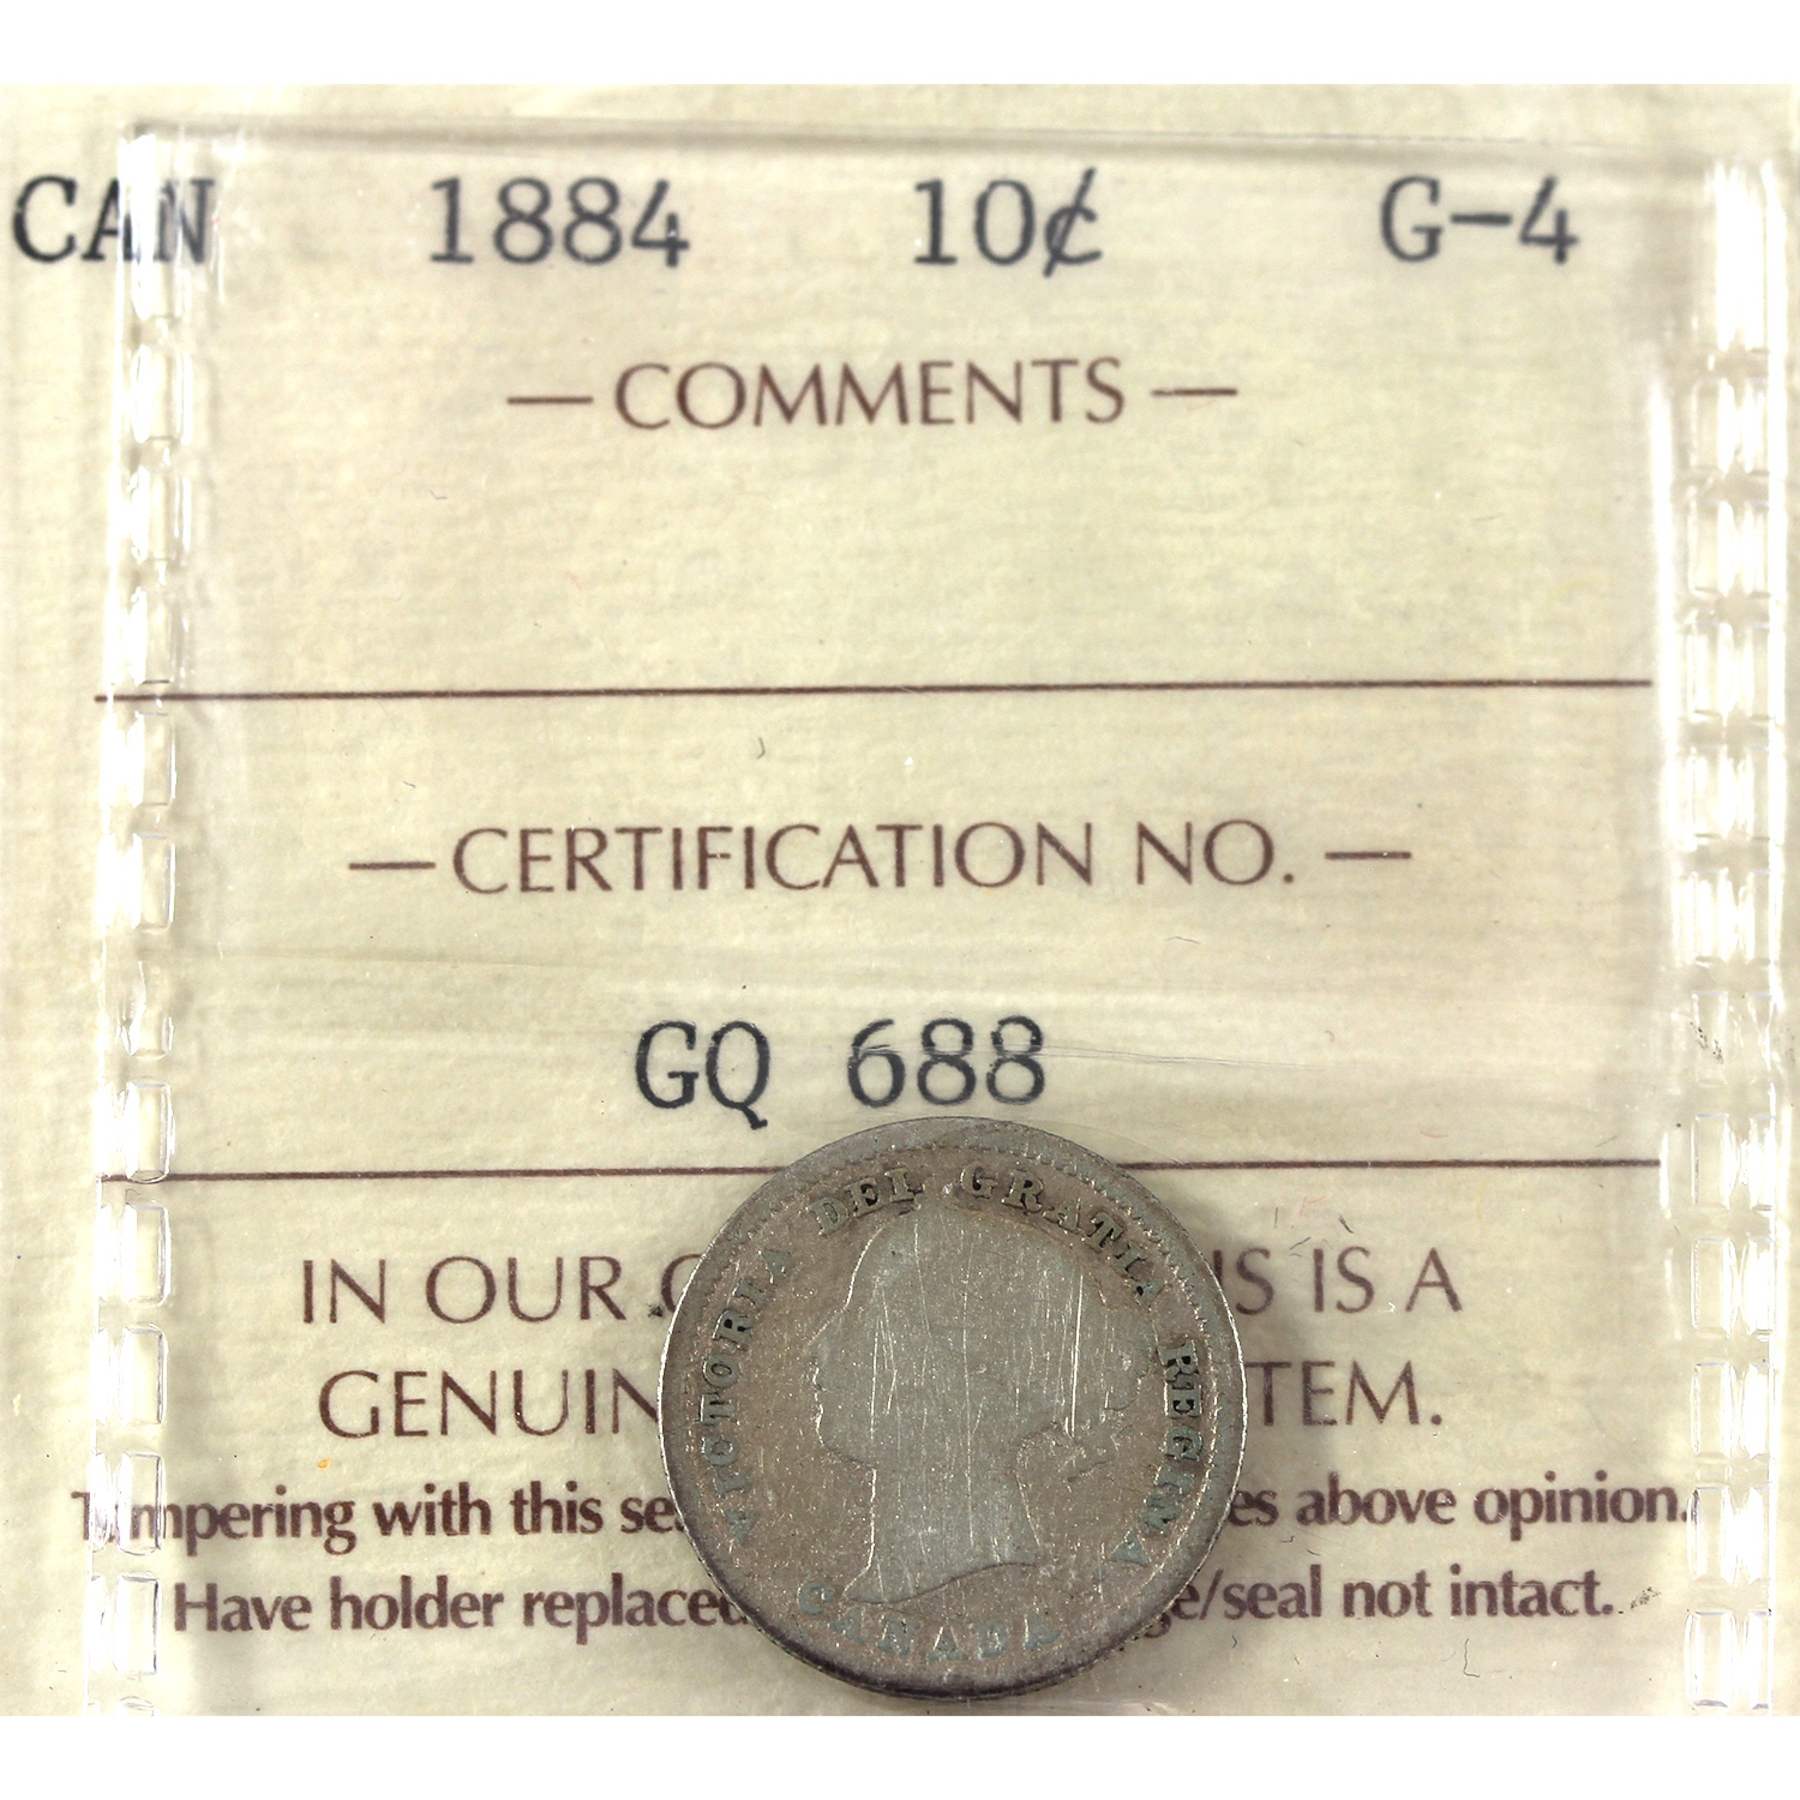 CAN 1884 10¢ G-4
— COMMENTS —
— CERTIFICATION NO. —
GQ 688
IN OUR IS A
GENUIN TEM.
Tampering with this se es above opinion.
Have holder replaced e/seal not intact.
VICTORIA DEI GRATIA REGINA
CANADA